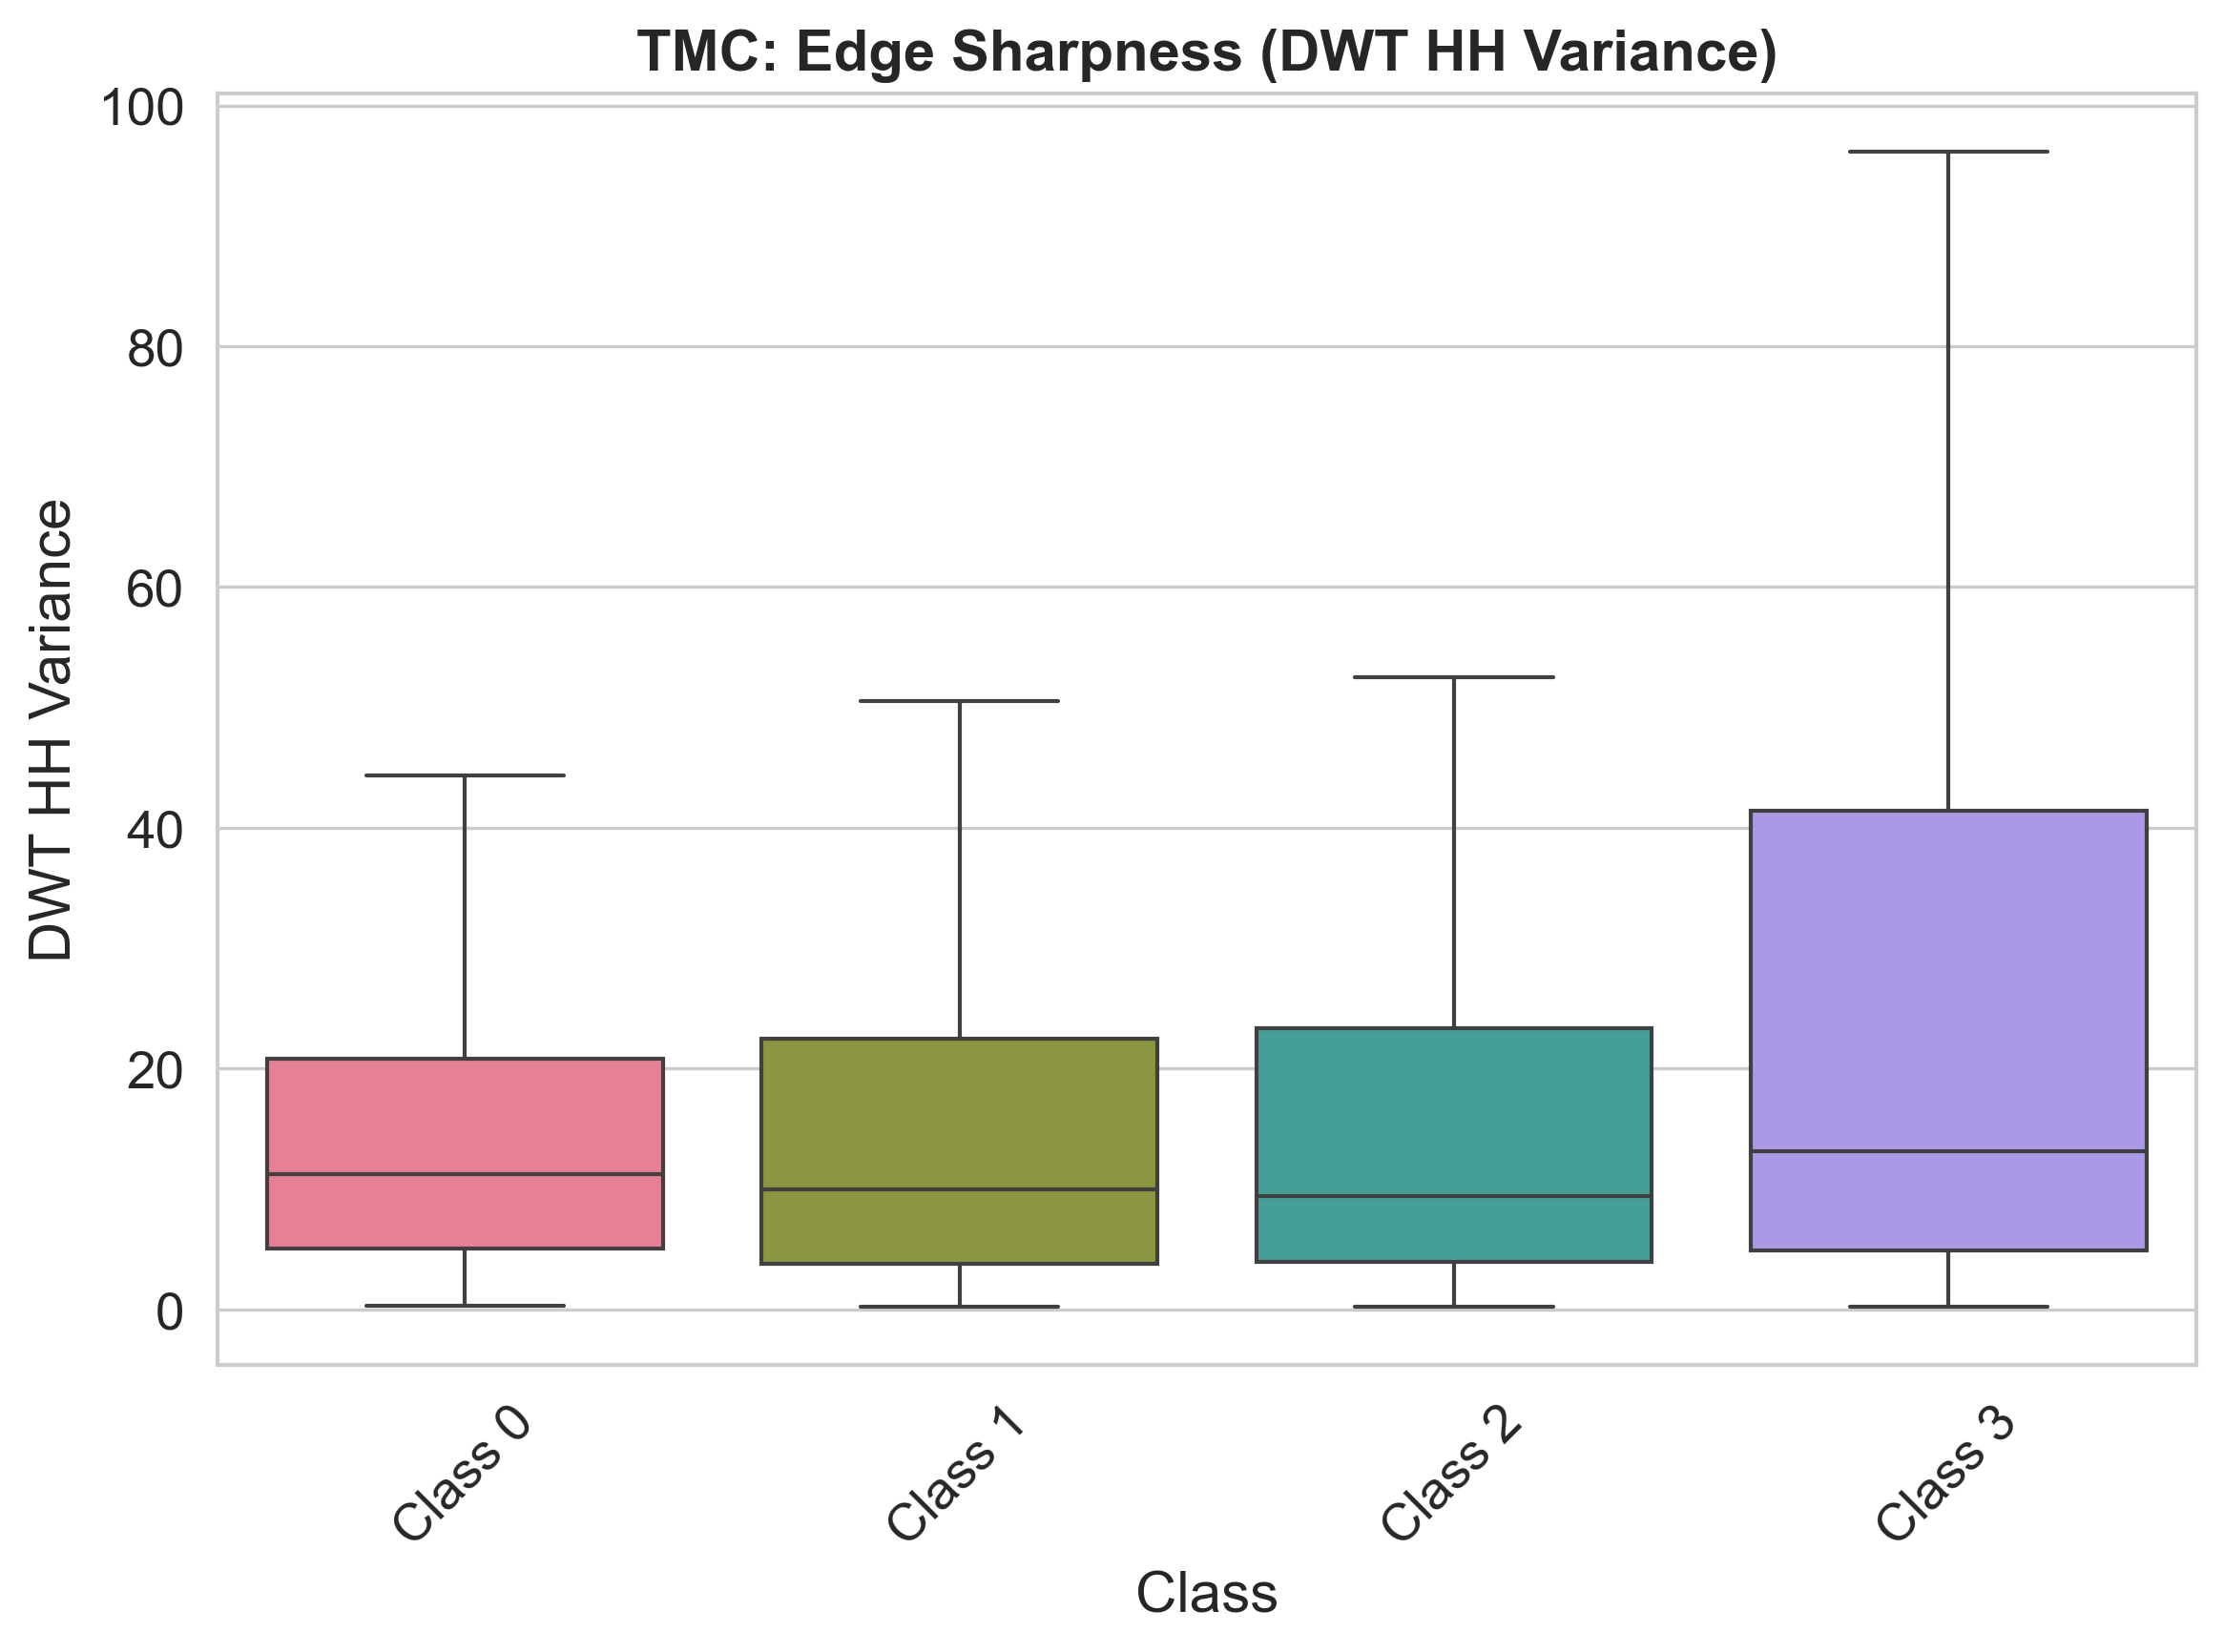 TMC: Edge Sharpness (DWT HH Variance)
DWT HH Variance
100
80
60
40
20
0
Class 0
Class 1
Class 2
Class 3
Class